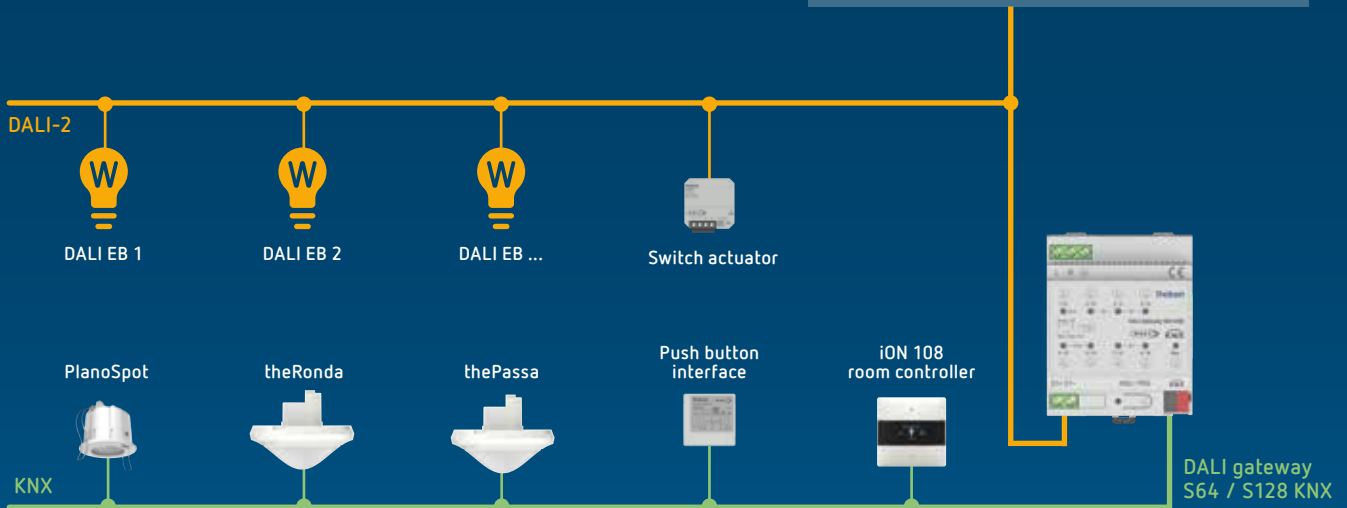 DALI-2
W
W
W
DALI EB 1
DALI EB 2
DALI EB ...
Switch actuator
PlanoSpot
theRonda
thePassa
Push button
interface
iON 108
room controller
KNX
DALI gateway
S64 / S128 KNX